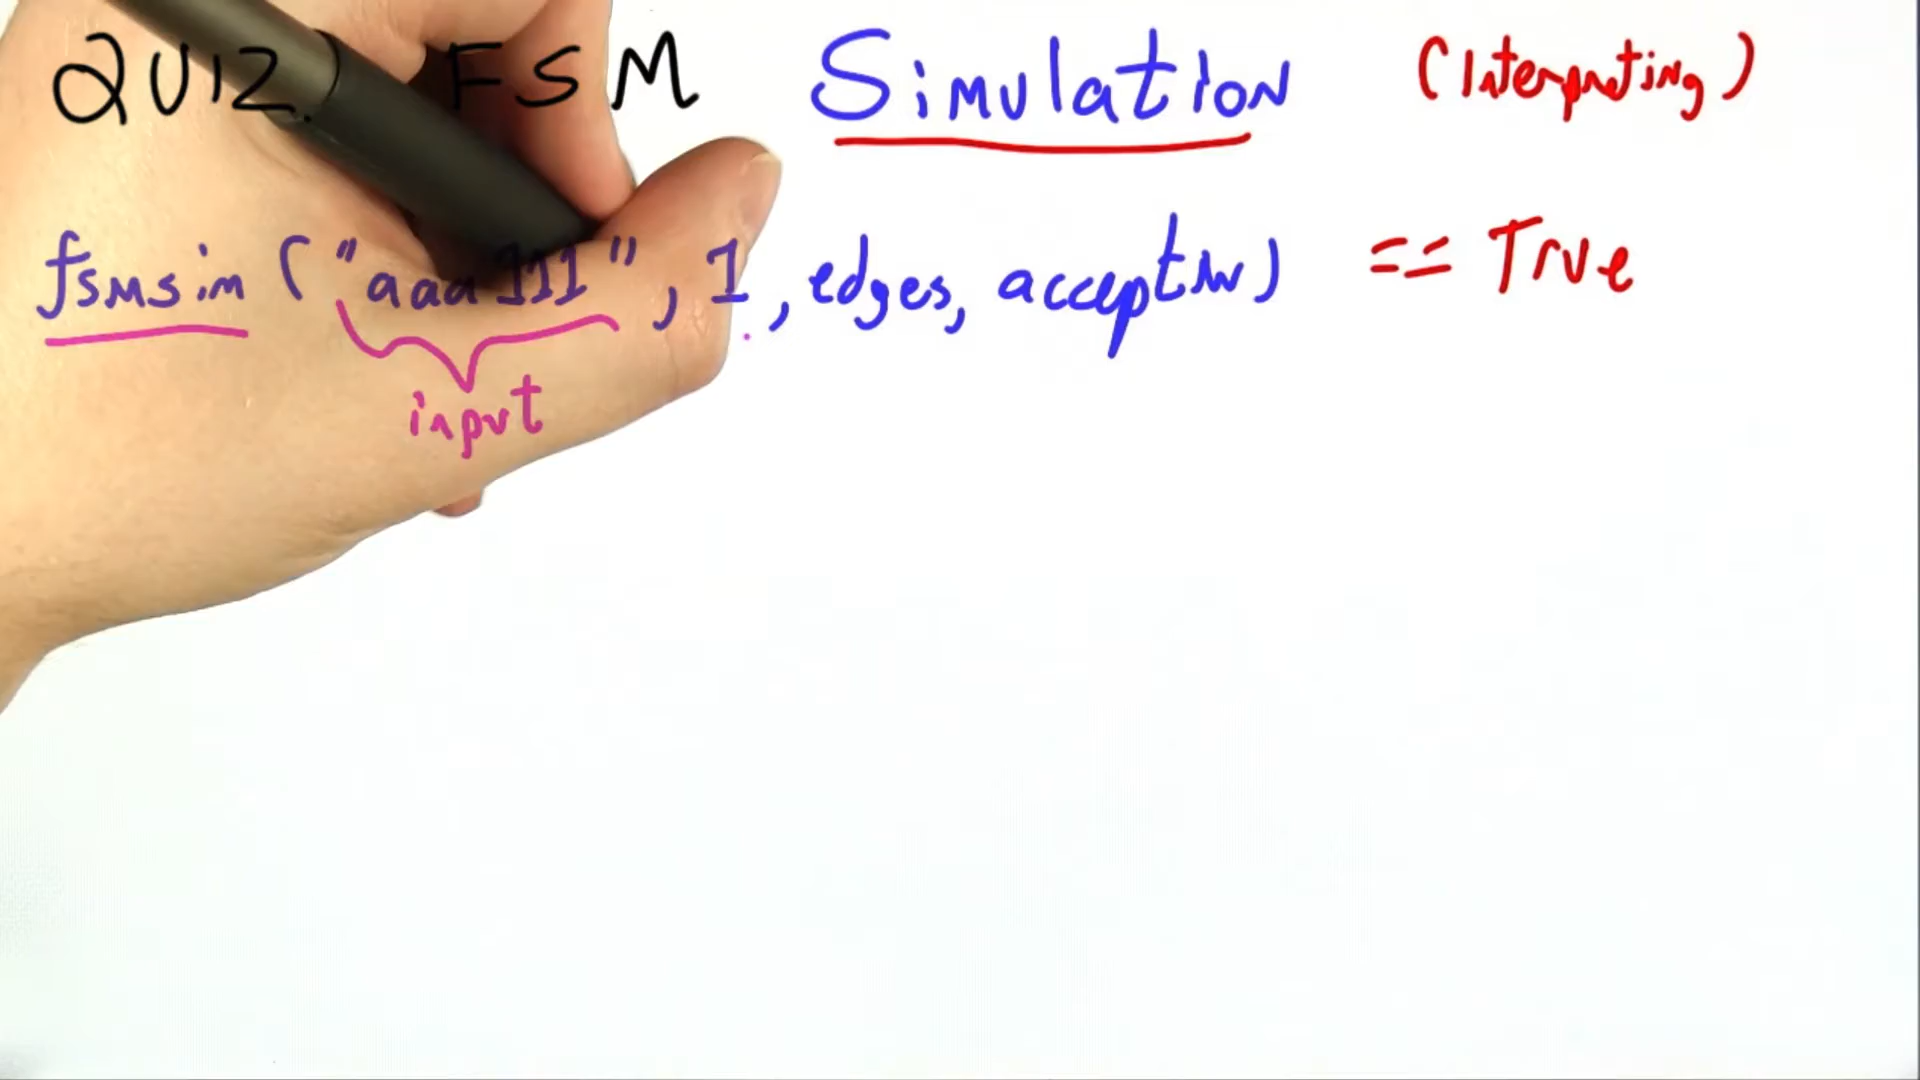 QUIZ! FSM Simulation (Interpreting)
fsmsim ("aaa111", 1, edges, accepting) == True
input